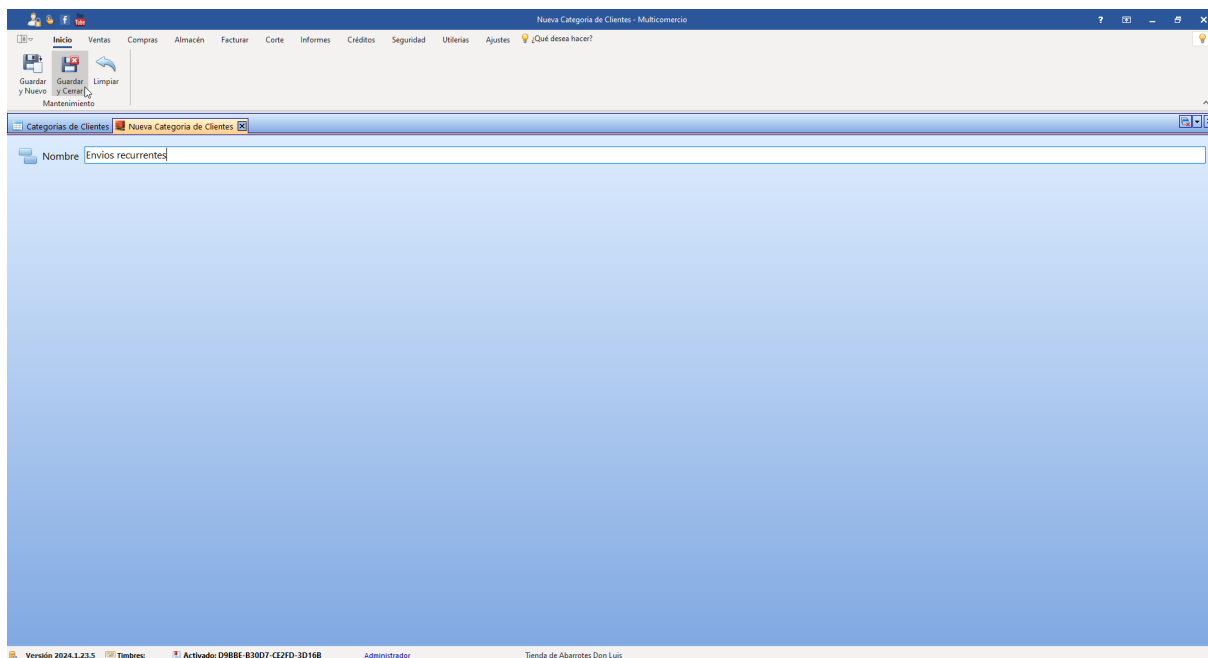 Nueva Categoria de Clientes - Multicomercio
Inicio Ventas Compras Almacén Facturar Corte Informes Créditos Seguridad Utilerias Ajustes ¿Qué desea hacer?
Guardar y Nuevo
Guardar y Cerrar
Limpiar
Mantenimiento
Categorias de Clientes Nueva Categoria de Clientes
Nombre Envios recurrentes
Versión 2024.1.23.5 Timbres: Activado: D9BBE-B30D7-CE2FD-3D16B Administrador Tienda de Abarrotes Don Luis